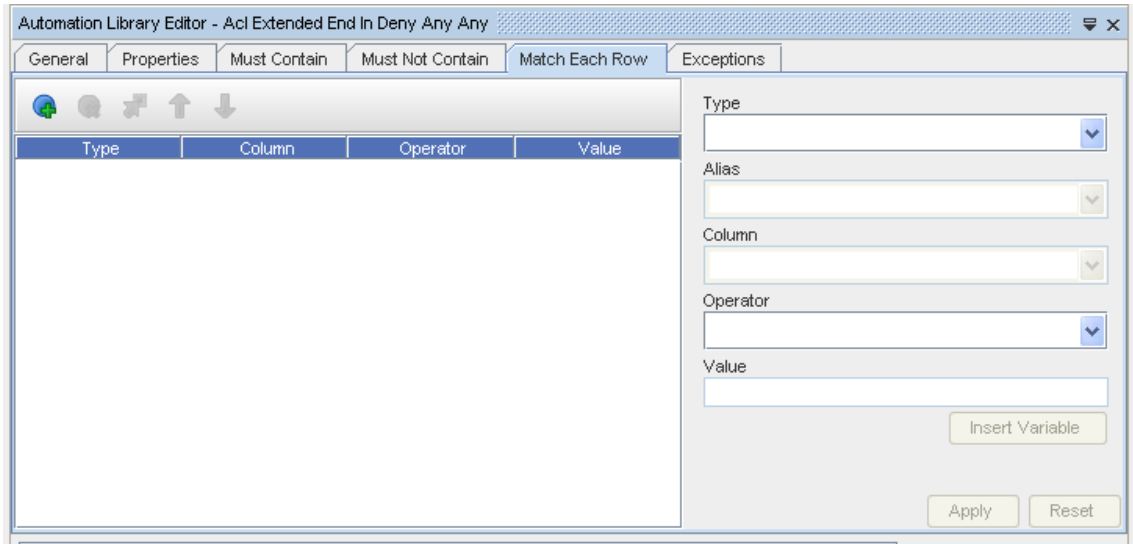 Automation Library Editor - Acl Extended End In Deny Any Any
General Properties Must Contain Must Not Contain Match Each Row Exceptions
Type
Type Column Operator Value
Alias
Column
Operator
Value
Insert Variable
Apply Reset